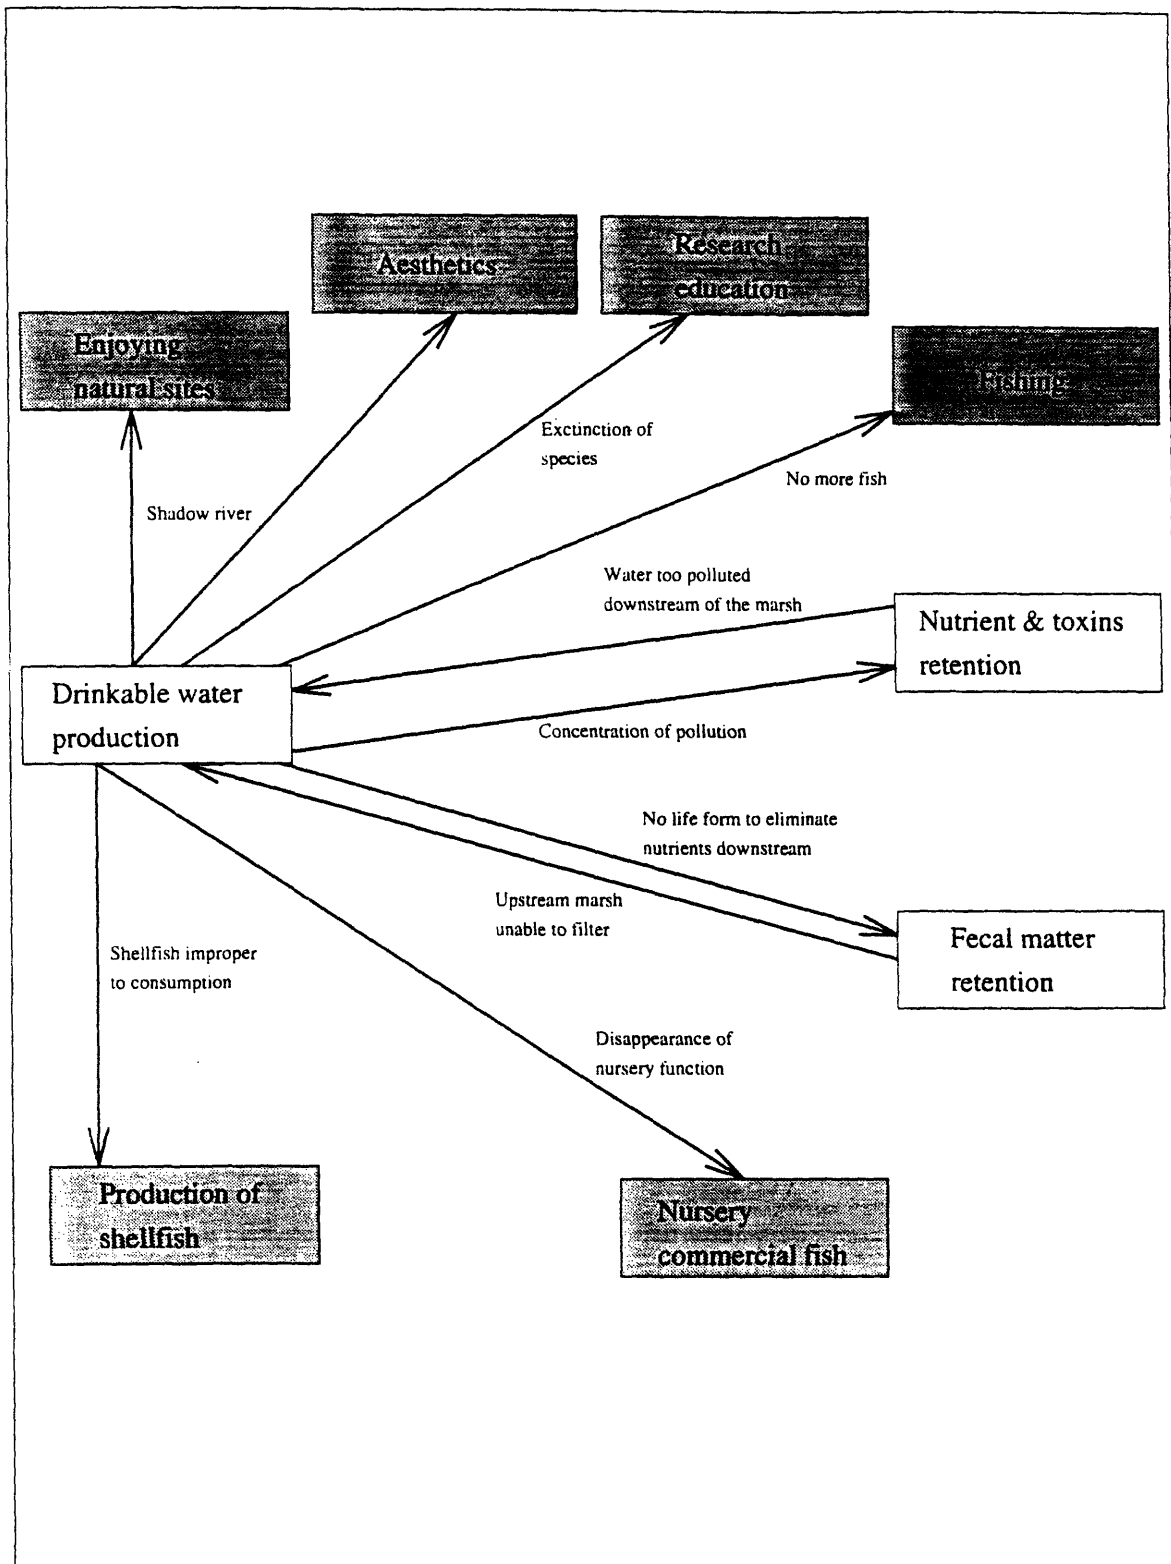 Aesthetics
Research
education
Enjoying
natural sites
Fishing
Exctinction of
species
No more fish
Shadow river
Water too polluted
downstream of the marsh
Nutrient & toxins
retention
Drinkable water
production
Concentration of pollution
No life form to eliminate
nutrients downstream
Upstream marsh
unable to filter
Fecal matter
retention
Shellfish improper
to consumption
Disappearance of
nursery function
Production of
shellfish
Nursery
commercial fish